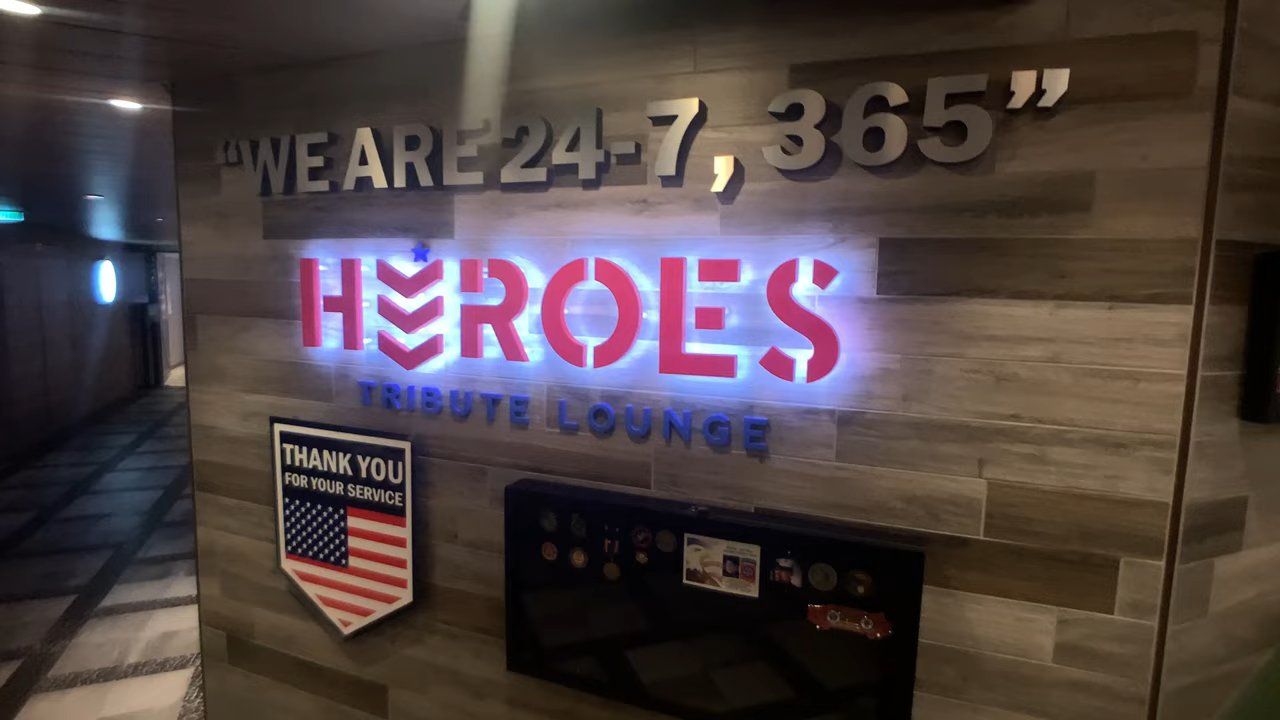 “WE ARE 24-7, 365”
HEROES
TRIBUTE LOUNGE
THANK YOU
FOR YOUR SERVICE